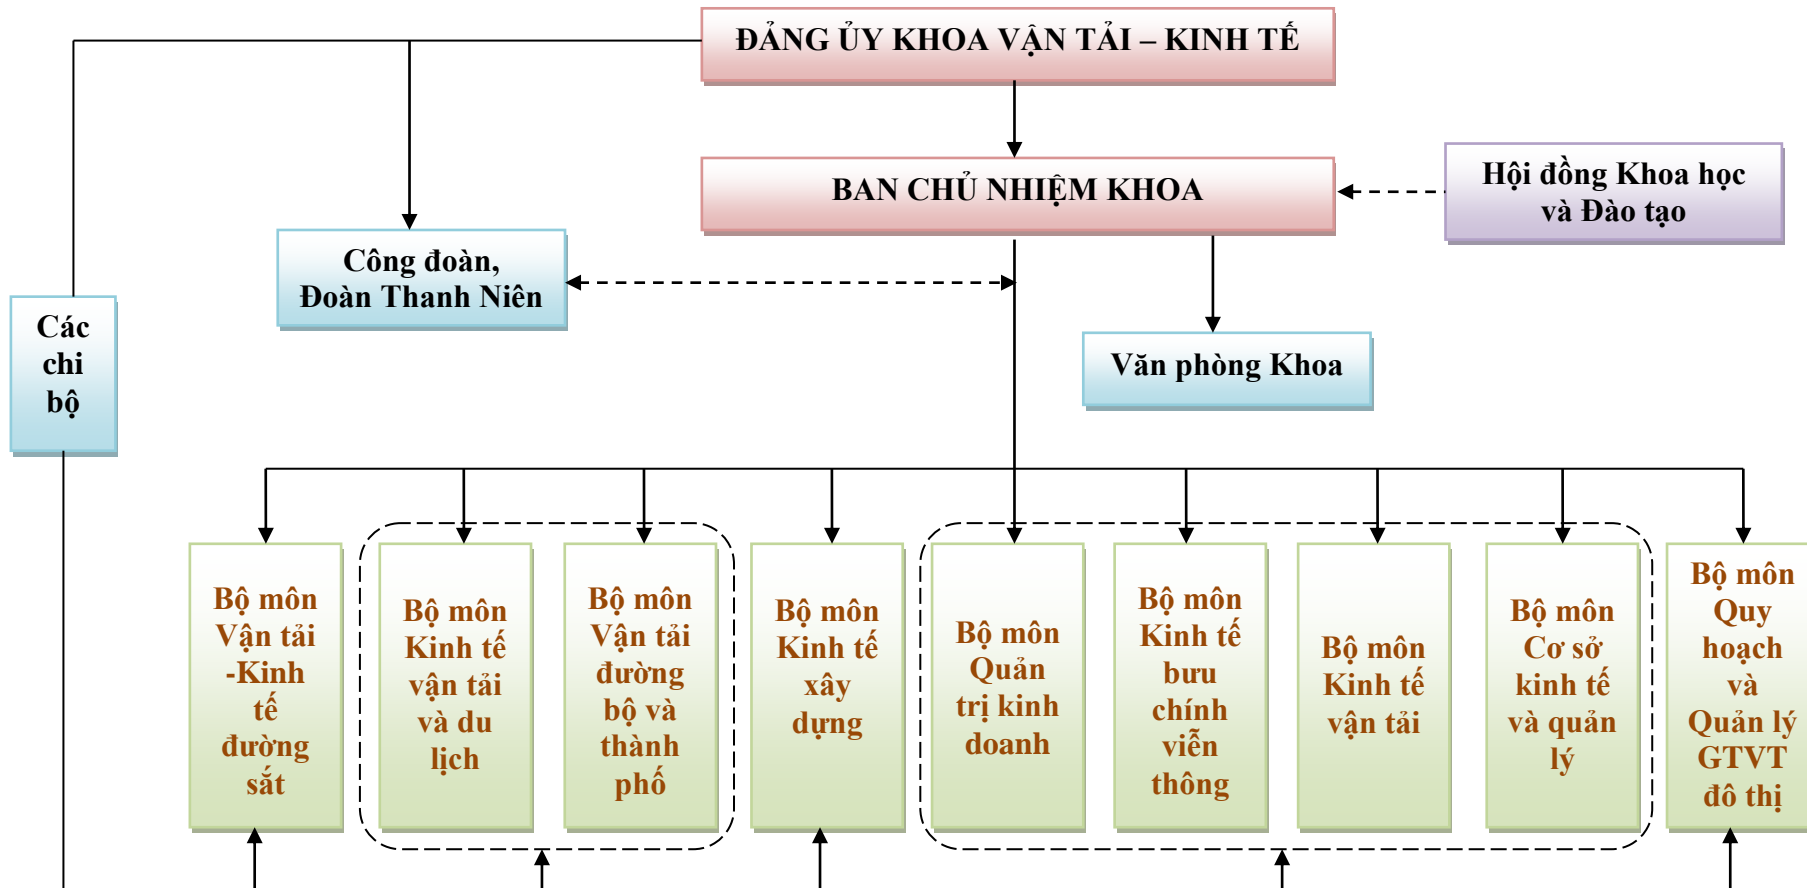 ĐẢNG ỦY KHOA VẬN TẢI – KINH TẾ
BAN CHỦ NHIỆM KHOA
Hội đồng Khoa học
và Đào tạo
Công đoàn,
Đoàn Thanh Niên
Các
chi
bộ
Văn phòng Khoa
Bộ môn
Vận tải
-Kinh
tế
đường
sắt
Bộ môn
Kinh tế
vận tải
và du
lịch
Bộ môn
Vận tải
đường
bộ và
thành
phố
Bộ môn
Kinh tế
xây
dựng
Bộ môn
Quản
trị kinh
doanh
Bộ môn
Kinh tế
bưu
chính
viễn
thông
Bộ môn
Kinh tế
vận tải
Bộ môn
Cơ sở
kinh tế
và quản
lý
Bộ môn
Quy
hoạch
và
Quản lý
GTVT
đô thị